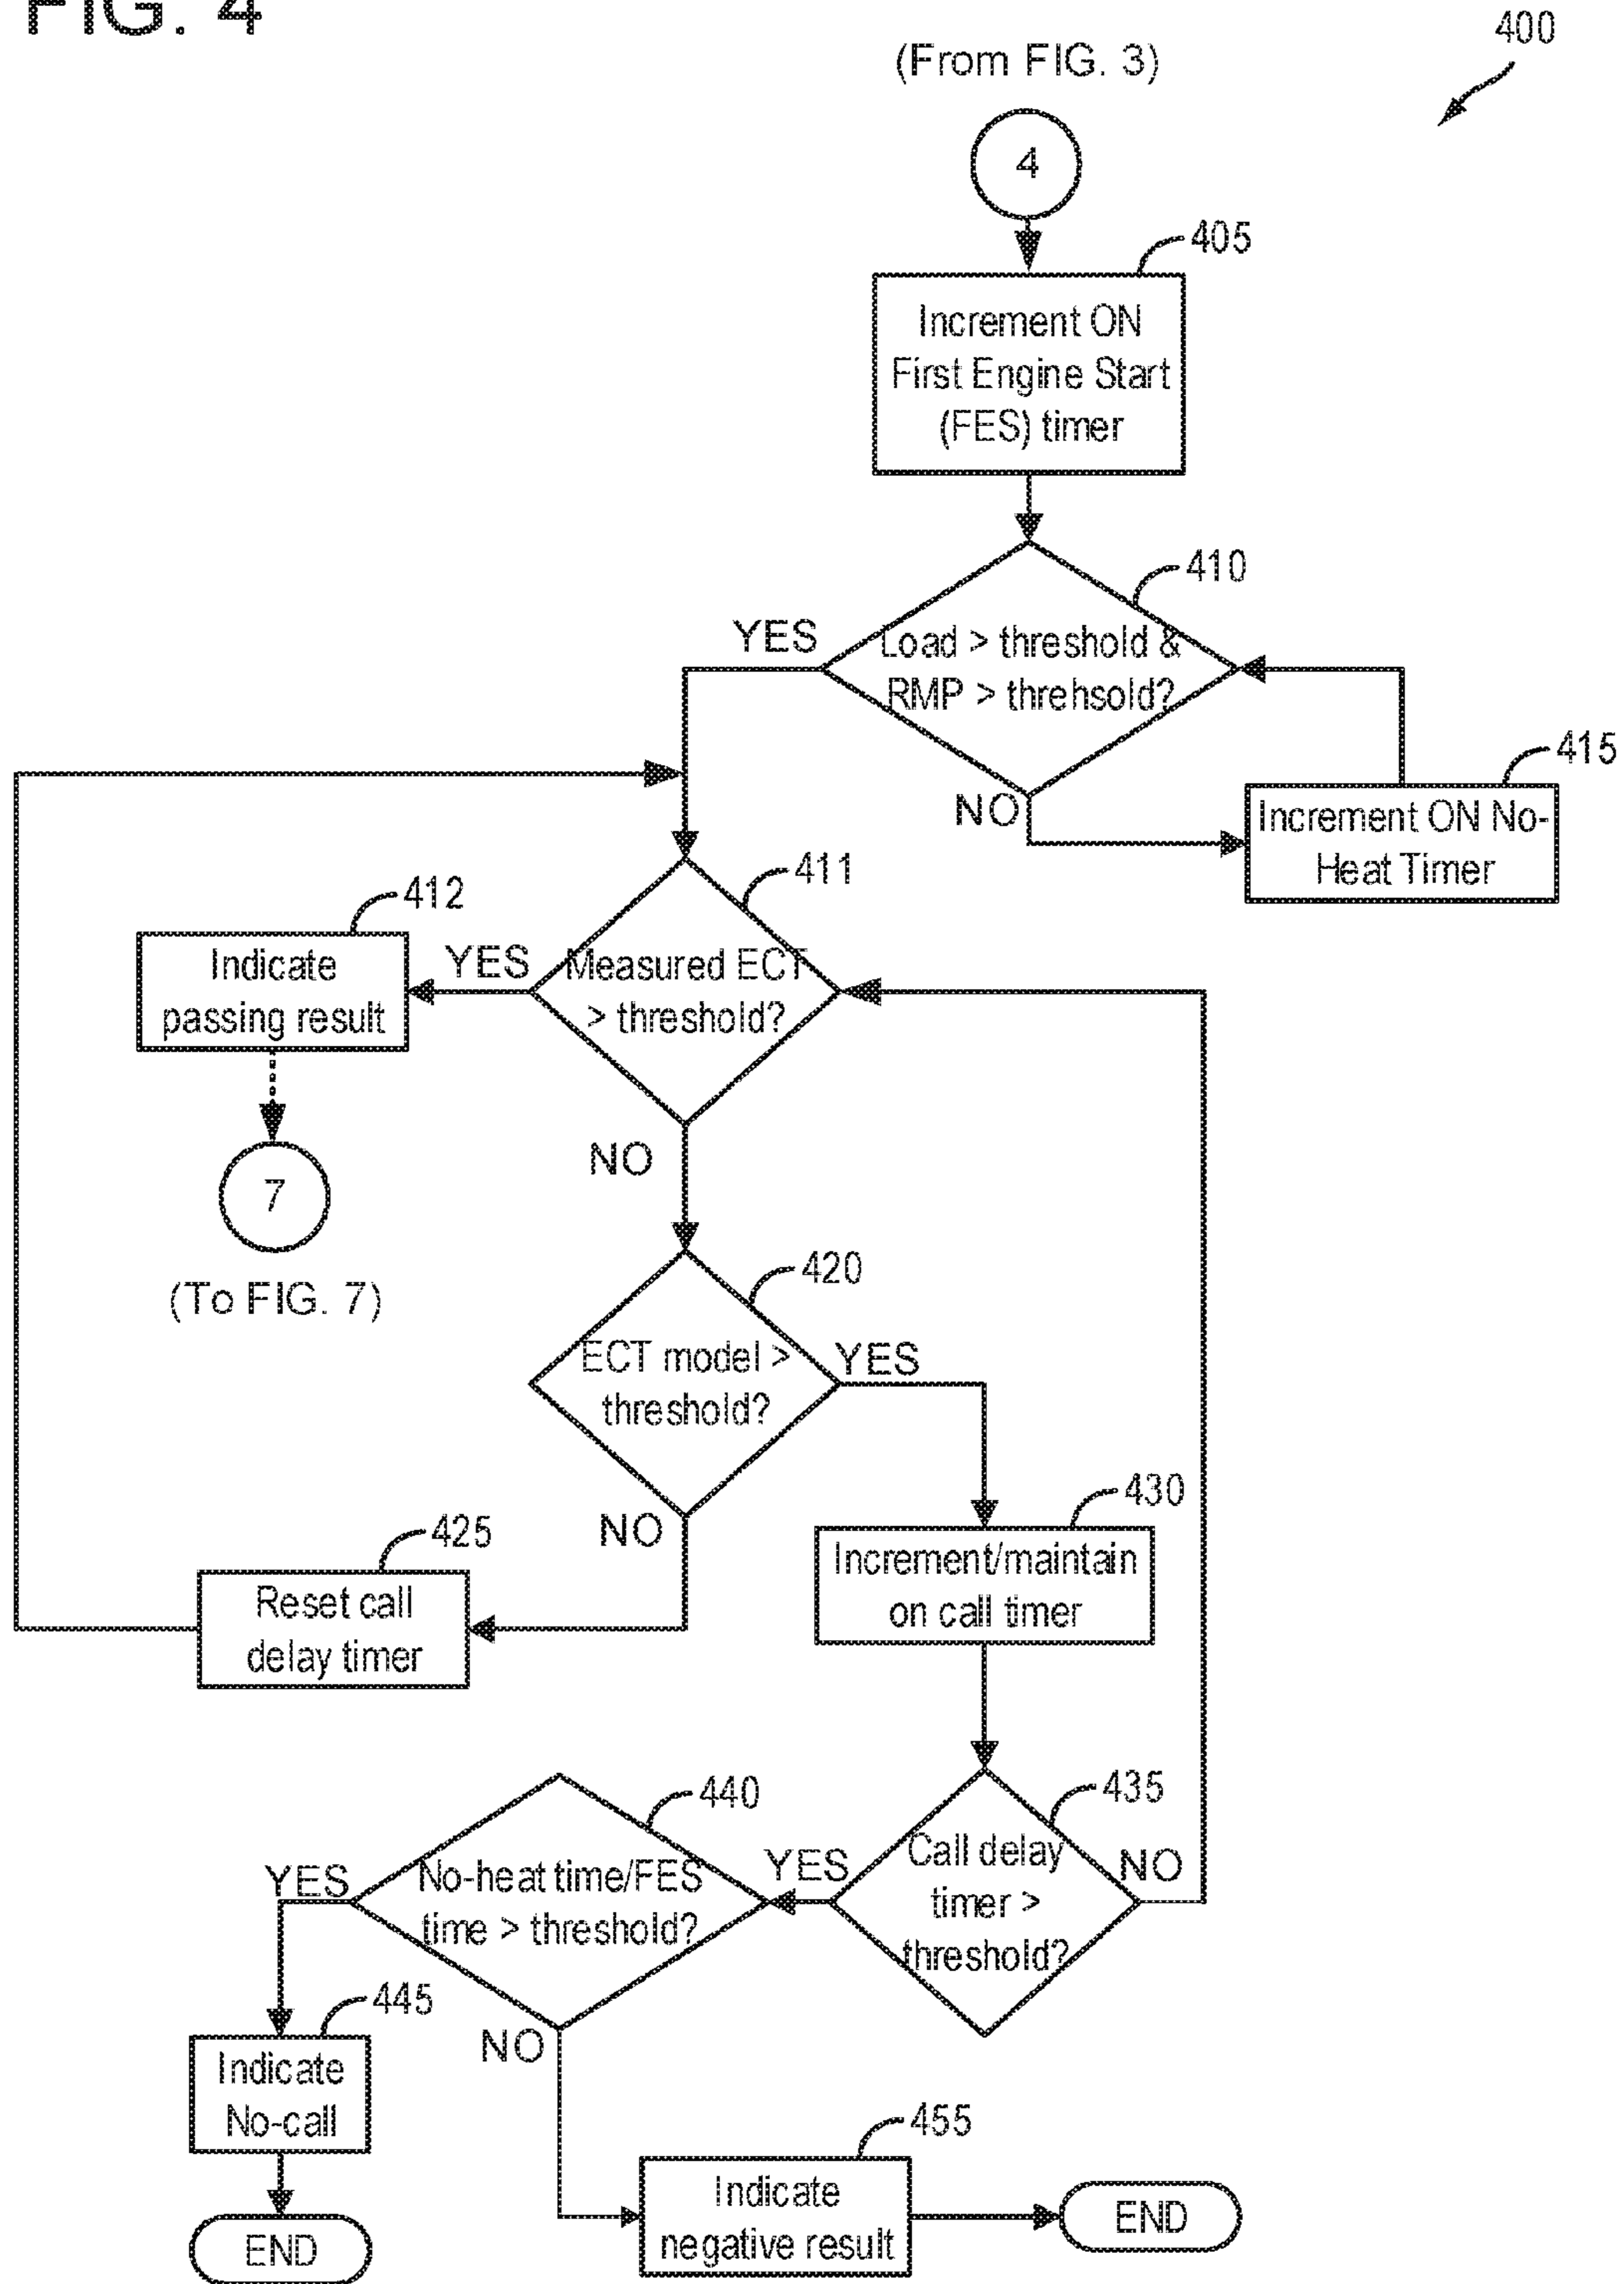 FIG. 4
400
(From FIG. 3)
4
405
Increment ON
First Engine Start
(FES) timer
410
YES
Load > threshold &
RMP > threhsold?
NO
415
Increment ON No-
Heat Timer
411
412
Indicate
passing result
YES
Measured ECT
> threshold?
NO
7
(To FIG. 7)
420
ECT model >
threshold?
YES
NO
425
Reset call
delay timer
430
Increment/maintain
on call timer
435
Call delay
timer >
threshold?
NO
YES
440
No-heat time/FES
time > threshold?
YES
NO
445
Indicate
No-call
END
455
Indicate
negative result
END